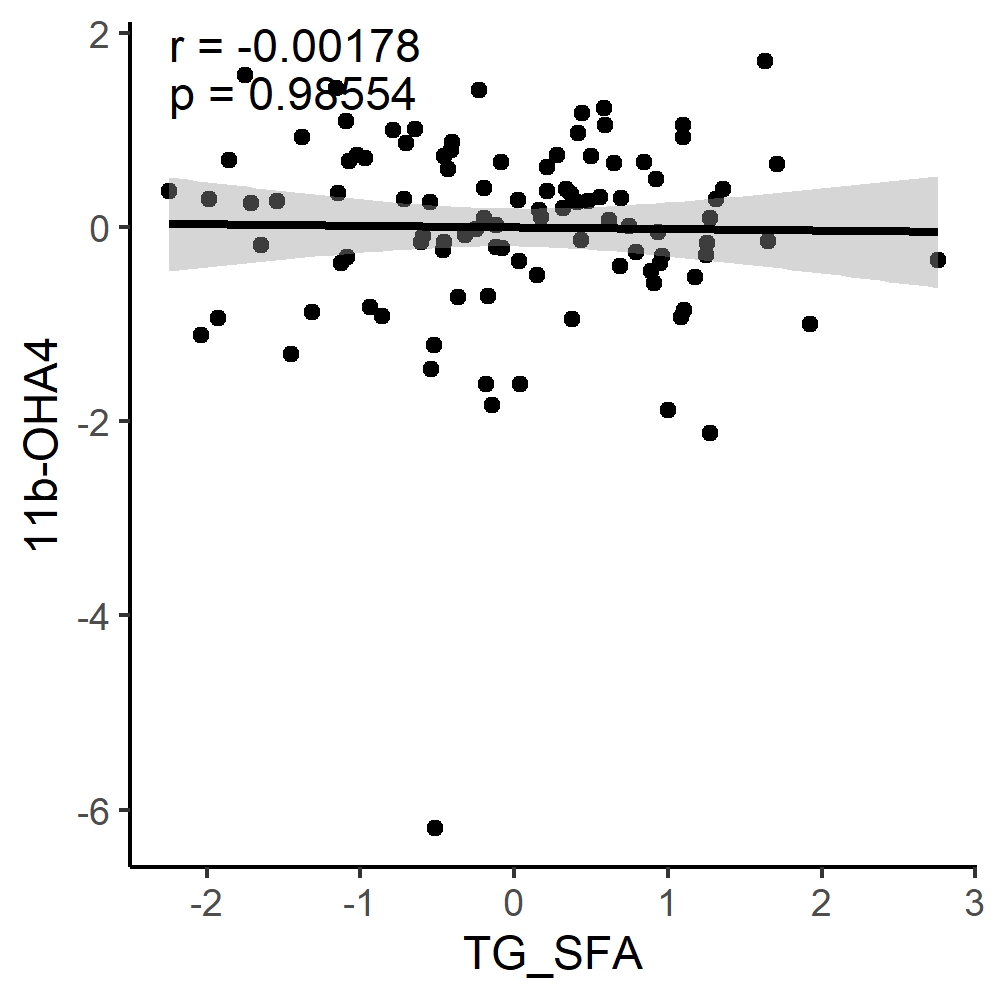 r = -0.00178
p = 0.98554
2
0
-2
-4
-6
11b-OHA4
-2 -1 0 1 2 3
TG_SFA